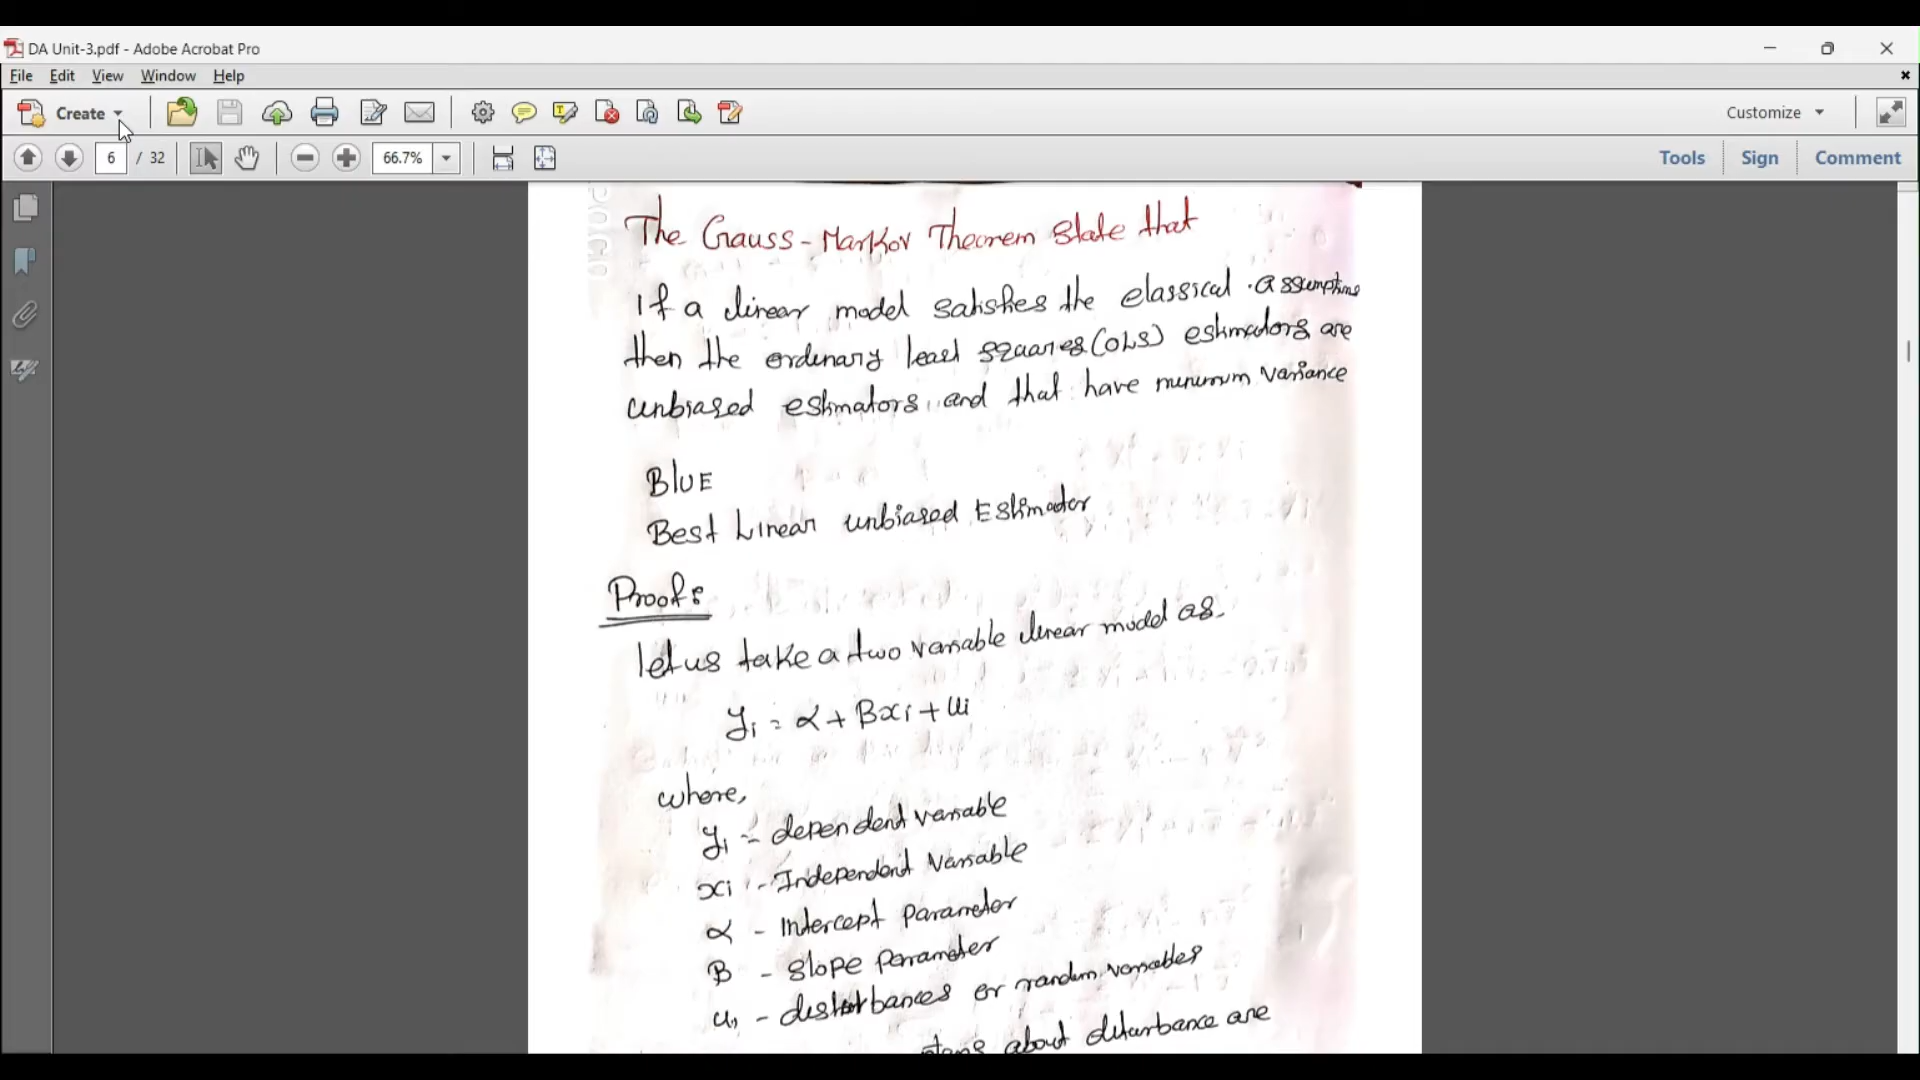 DA Unit-3.pdf - Adobe Acrobat Pro
File Edit View Window Help
Create
Customize
6 / 32
66.7%
Tools Sign Comment
The Gauss-Markov Theorem state that
If a linear model satisfies the classical assumptions
then the ordinary least squares (OLS) estimators are
unbiased estimators and that have minimum variance
BLUE
Best Linear unbiased Estimator
Proof:
let us take a two variable linear model as
yi = α + Bxi + ui
where,
yi - dependent variable
xi - Independent Variable
α - Intercept parameter
B - slope parameter
ui - disturbances or random variables
about disturbance are